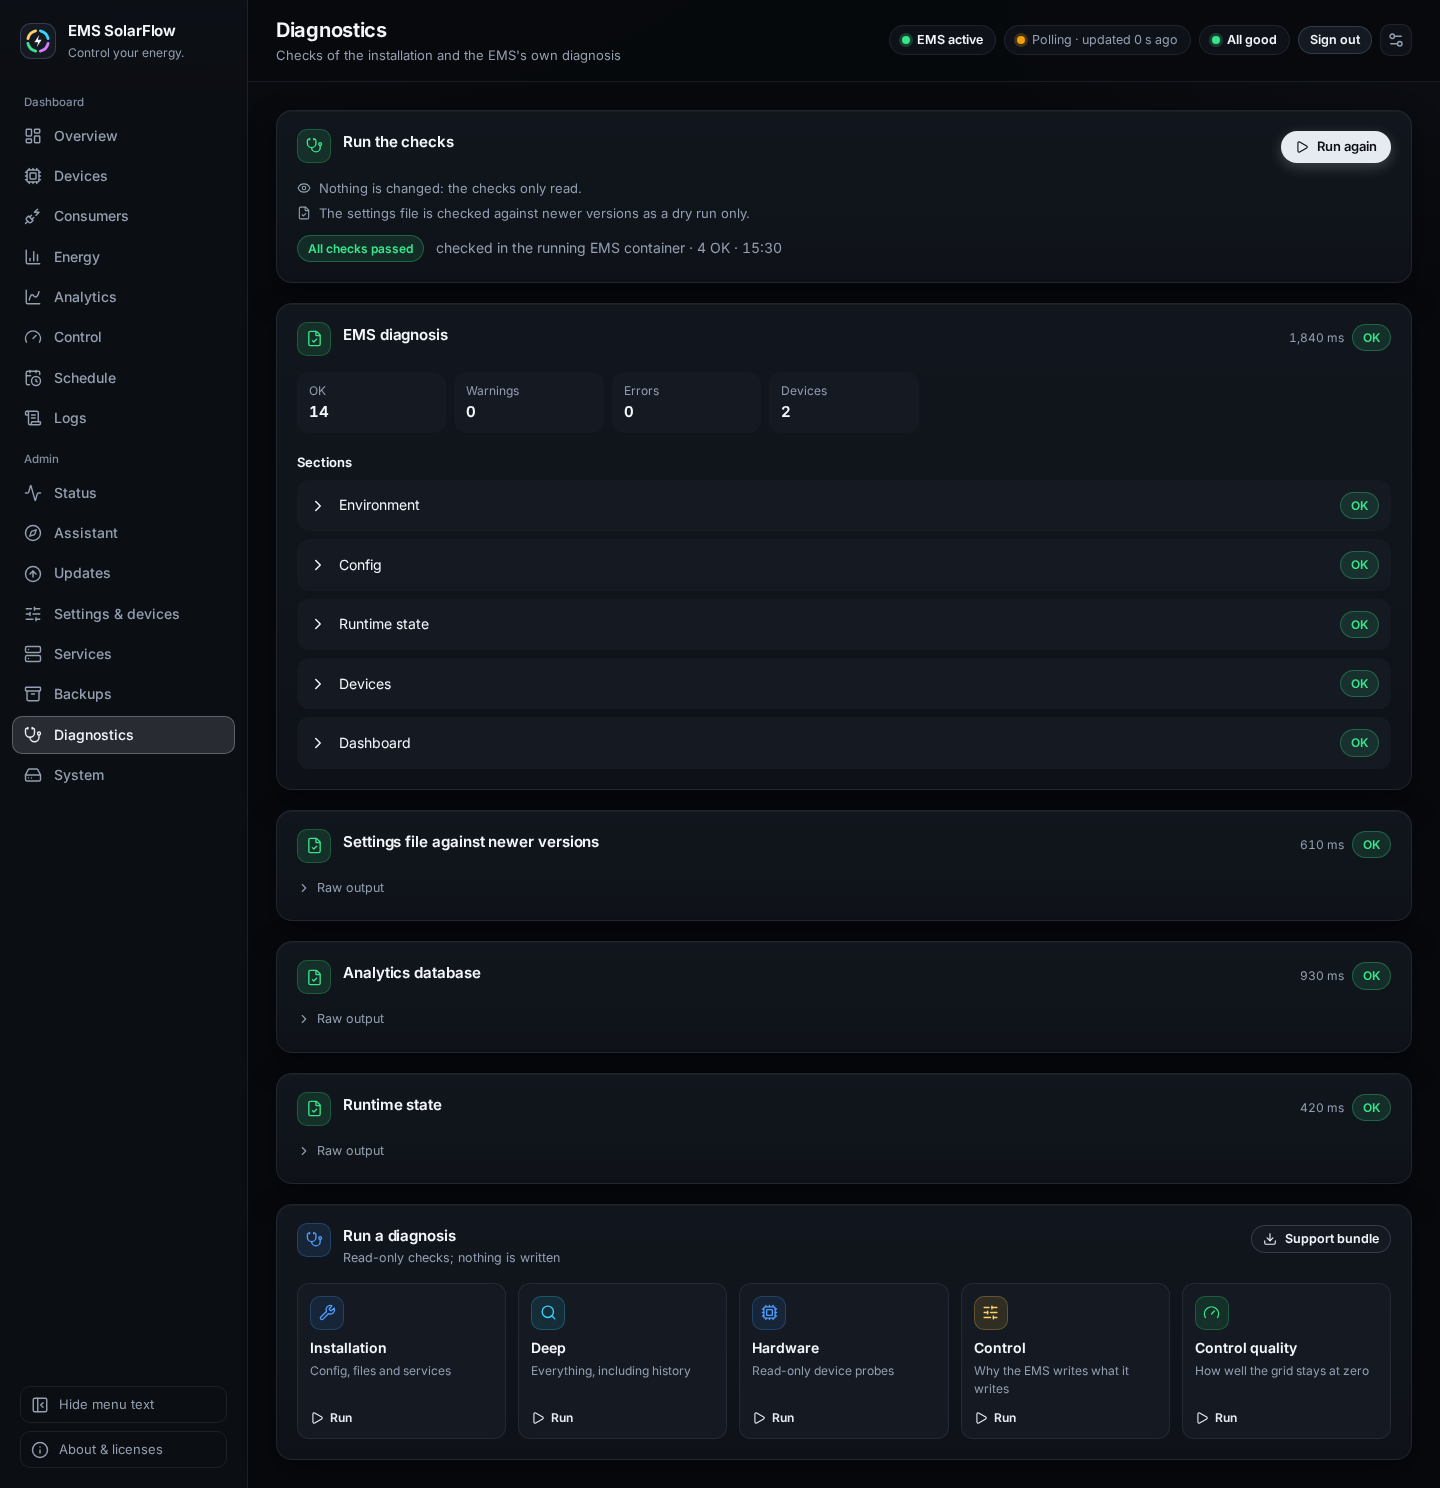 EMS SolarFlow
Control your energy.
Dashboard
Overview
Devices
Consumers
Energy
Analytics
Control
Schedule
Logs
Admin
Status
Assistant
Updates
Settings & devices
Services
Backups
Diagnostics
System
Hide menu text
About & licenses
Diagnostics
Checks of the installation and the EMS's own diagnosis
EMS active
Polling · updated 0 s ago
All good
Sign out
Run the checks
Run again
Nothing is changed: the checks only read.
The settings file is checked against newer versions as a dry run only.
All checks passed checked in the running EMS container · 4 OK · 15:30
EMS diagnosis
1,840 ms OK
OK
14
Warnings
0
Errors
0
Devices
2
Sections
Environment OK
Config OK
Runtime state OK
Devices OK
Dashboard OK
Settings file against newer versions
610 ms OK
Raw output
Analytics database
930 ms OK
Raw output
Runtime state
420 ms OK
Raw output
Run a diagnosis
Read-only checks; nothing is written
Support bundle
Installation
Config, files and services
Run
Deep
Everything, including history
Run
Hardware
Read-only device probes
Run
Control
Why the EMS writes what it
writes
Run
Control quality
How well the grid stays at zero
Run